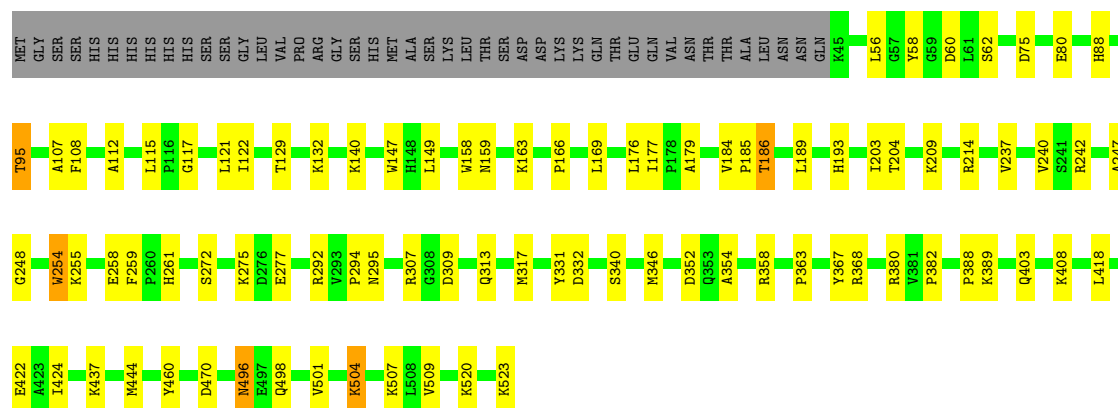 MET GLY SER SER HIS HIS HIS HIS HIS HIS SER SER GLY LEU VAL PRO ARG GLY SER HIS MET ALA SER LYS LEU THR SER ASP ASP LYS LYS GLN THR GLU GLN VAL ASN THR THR ALA LEU ASN ASN GLN K45 L56 G57 Y58 G59 D60 L61 S62 D75 E80 H88
T95 A107 F108 A112 L115 P116 G117 L121 I122 T129 K132 K140 W147 H148 L149 W158 N159 K163 P166 L169 L176 I177 P178 A179 V184 P185 T186 L189 H193 I203 T204 K209 R214 V237 V240 S241 R242 A247
G248 W254 K255 E258 F259 P260 H261 S272 K275 D276 E277 R292 V293 P294 N295 R307 G308 D309 Q313 M317 Y331 D332 S340 M346 D352 Q353 A354 R358 P363 Y367 R368 R380 V381 P382 P388 K389 Q403 K408 L418
E422 A423 I424 K437 M444 Y460 D470 N496 E497 Q498 V501 K504 K507 L508 V509 K520 K523